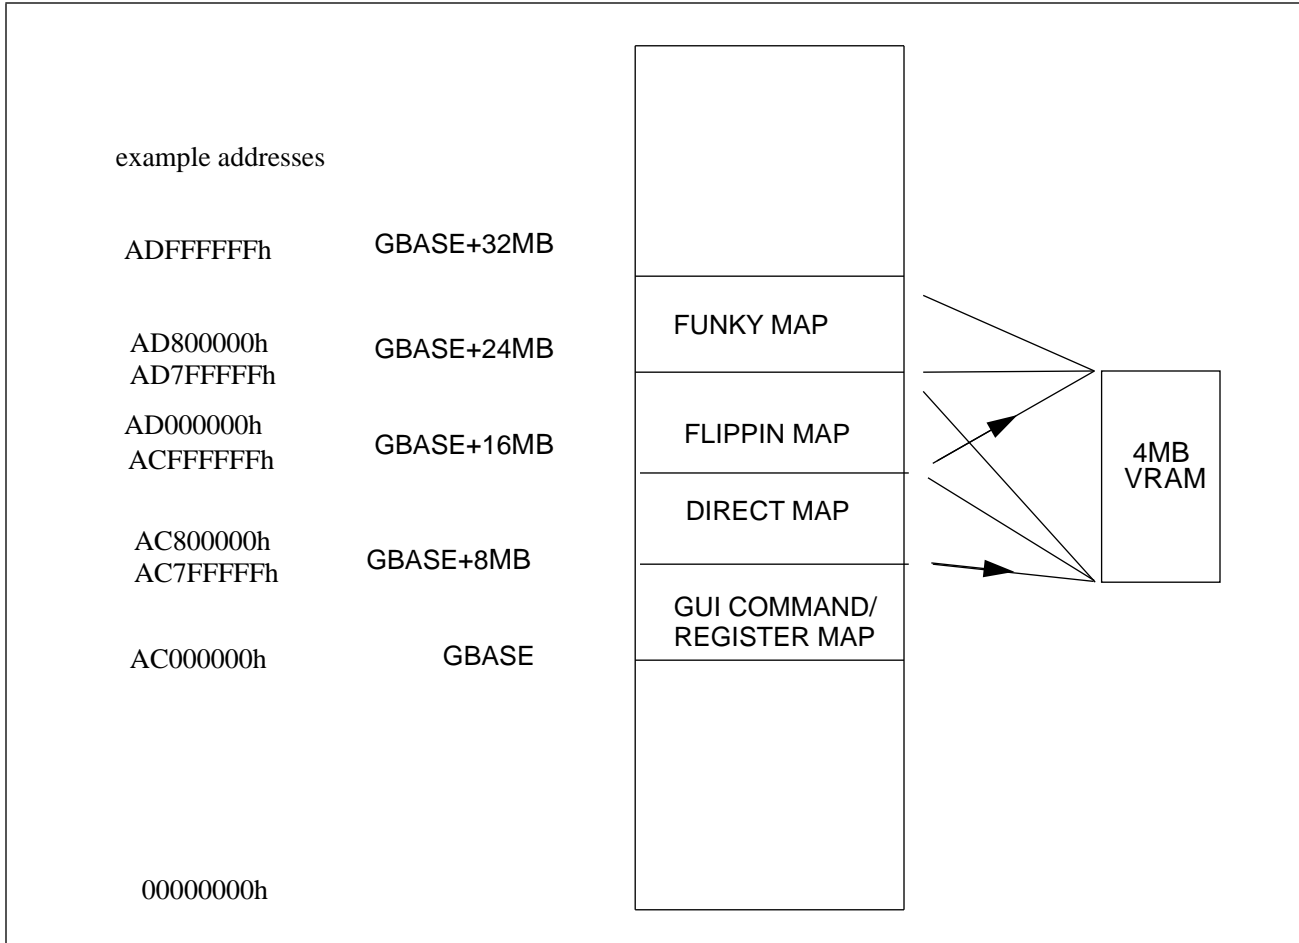 example addresses
ADFFFFFFh
GBASE+32MB
FUNKY MAP
AD800000h
GBASE+24MB
AD7FFFFFh
AD000000h
FLIPPIN MAP
ACFFFFFFh
GBASE+16MB
4MB
VRAM
DIRECT MAP
AC800000h
GBASE+8MB
AC7FFFFFh
GUI COMMAND/
REGISTER MAP
AC000000h
GBASE
00000000h